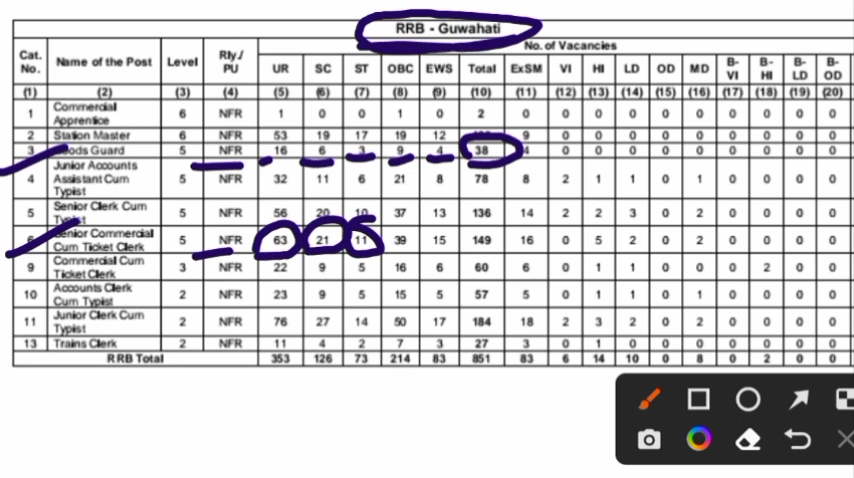 RRB - Guwahati
No. of Vacancies
Cat. No. Name of the Post Level Rly./ PU UR SC ST OBC EWS Total ExSM VI HI LD OD MD B- VI B- HI B- LD B- OD
(1) (2) (3) (4) (5) (6) (7) (8) (9) (10) (11) (12) (13) (14) (15) (16) (17) (18) (19) (20)
1 Commercial Apprentice 6 NFR 1 0 0 1 0 2 0 0 0 0 0 0 0 0 0 0
2 Station Master 6 NFR 53 19 17 19 12 9 0 0 0 0 0 0 0 0 0
3 Guard 5 NFR 16 6 3 9 4 38 4 0 0 0 0 0 0 0 0 0
4 Junior Accounts Assistant Cum Typist 5 NFR 32 11 6 21 8 78 8 2 1 1 0 1 0 0 0 0
5 Senior Clerk Cum Typist 5 NFR 56 20 10 37 13 136 14 2 2 3 0 2 0 0 0 0
6 Senior Commercial Cum Ticket Clerk 5 NFR 63 21 11 39 15 149 16 0 5 2 0 2 0 0 0 0
9 Commercial Cum Ticket Clerk 3 NFR 22 9 5 16 6 60 6 0 1 1 0 0 0 2 0 0
10 Accounts Clerk Cum Typist 2 NFR 23 9 5 15 5 57 5 0 1 1 0 1 0 0 0 0
11 Junior Clerk Cum Typist 2 NFR 76 27 14 50 17 184 18 2 3 2 0 2 0 0 0 0
13 Trains Clerk 2 NFR 11 4 2 7 3 27 3 0 1 0 0 0 0 0 0 0
RRB Total 353 126 73 214 83 851 83 6 14 10 0 8 0 2 0 0